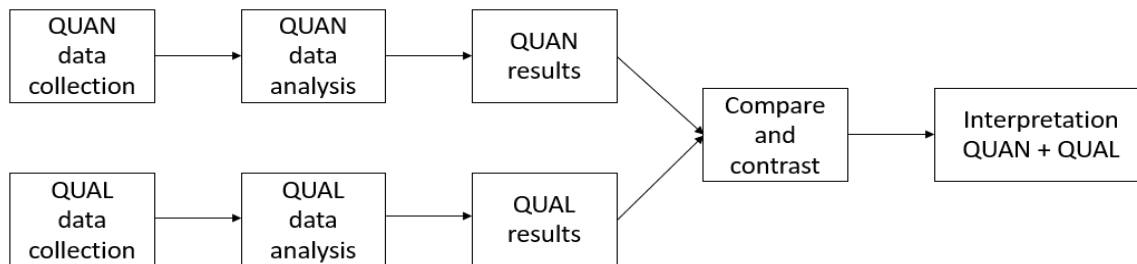 QUAN
data
collection
QUAN
data
analysis
QUAN
results
QUAL
data
collection
QUAL
data
analysis
QUAL
results
Compare
and
contrast
Interpretation
QUAN + QUAL